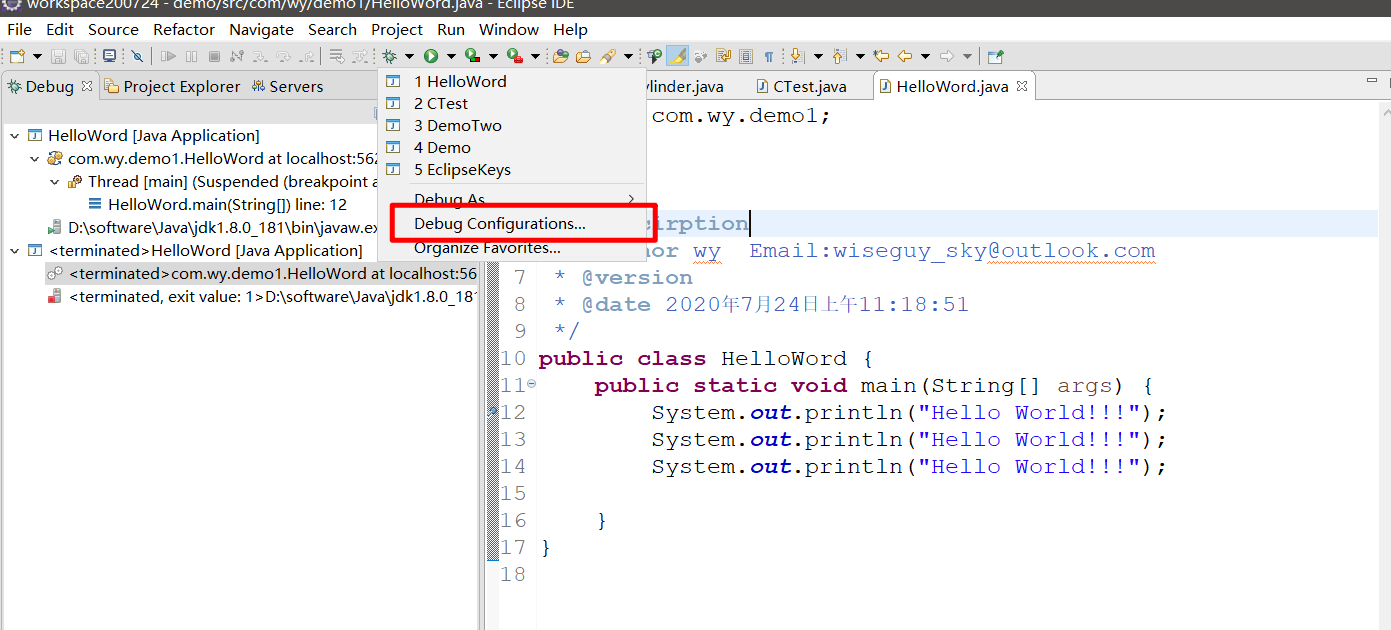 workspace200724 - demo/src/com/wy/demo1/HelloWord.java - Eclipse IDE
File Edit Source Refactor Navigate Search Project Run Window Help
Debug Project Explorer Servers
HelloWord [Java Application]
com.wy.demo1.HelloWord at localhost:562
Thread [main] (Suspended (breakpoint a
HelloWord.main(String[]) line: 12
D:\software\Java\jdk1.8.0_181\bin\javaw.ex
<terminated>HelloWord [Java Application]
<terminated>com.wy.demo1.HelloWord at localhost:56
<terminated, exit value: 1>D:\software\Java\jdk1.8.0_181
1 HelloWord
2 CTest
3 DemoTwo
4 Demo
5 EclipseKeys
Debug As
Debug Configurations...
Organize Favorites...
ylinder.java CTest.java HelloWord.java
com.wy.demo1;
irption
or wy Email:wiseguy_sky@outlook.com
7 * @version
8 * @date 2020年7月24日上午11:18:51
9 */
10 public class HelloWord {
11 public static void main(String[] args) {
12 System.out.println("Hello World!!!");
13 System.out.println("Hello World!!!");
14 System.out.println("Hello World!!!");
15
16 }
17 }
18